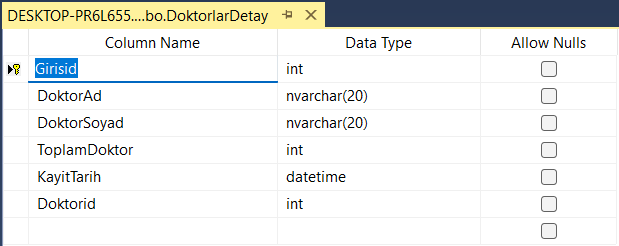 DESKTOP-PR6L655....bo.DoktorlarDetay
Column Name Data Type Allow Nulls
Girisid int
DoktorAd nvarchar(20)
DoktorSoyad nvarchar(20)
ToplamDoktor int
KayitTarih datetime
Doktorid int